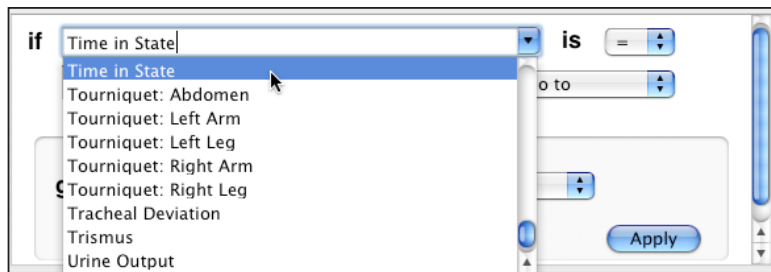 if Time in State is =
Time in State
Tourniquet: Abdomen o to
Tourniquet: Left Arm
Tourniquet: Left Leg
Tourniquet: Right Arm
Tourniquet: Right Leg
Tracheal Deviation
Trismus Apply
Urine Output